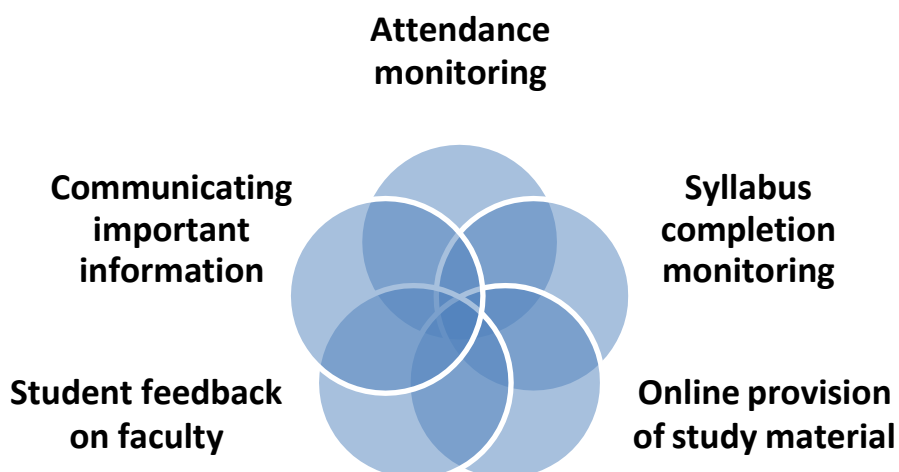 Attendance
monitoring
Communicating
important
information
Syllabus
completion
monitoring
Student feedback
on faculty
Online provision
of study material